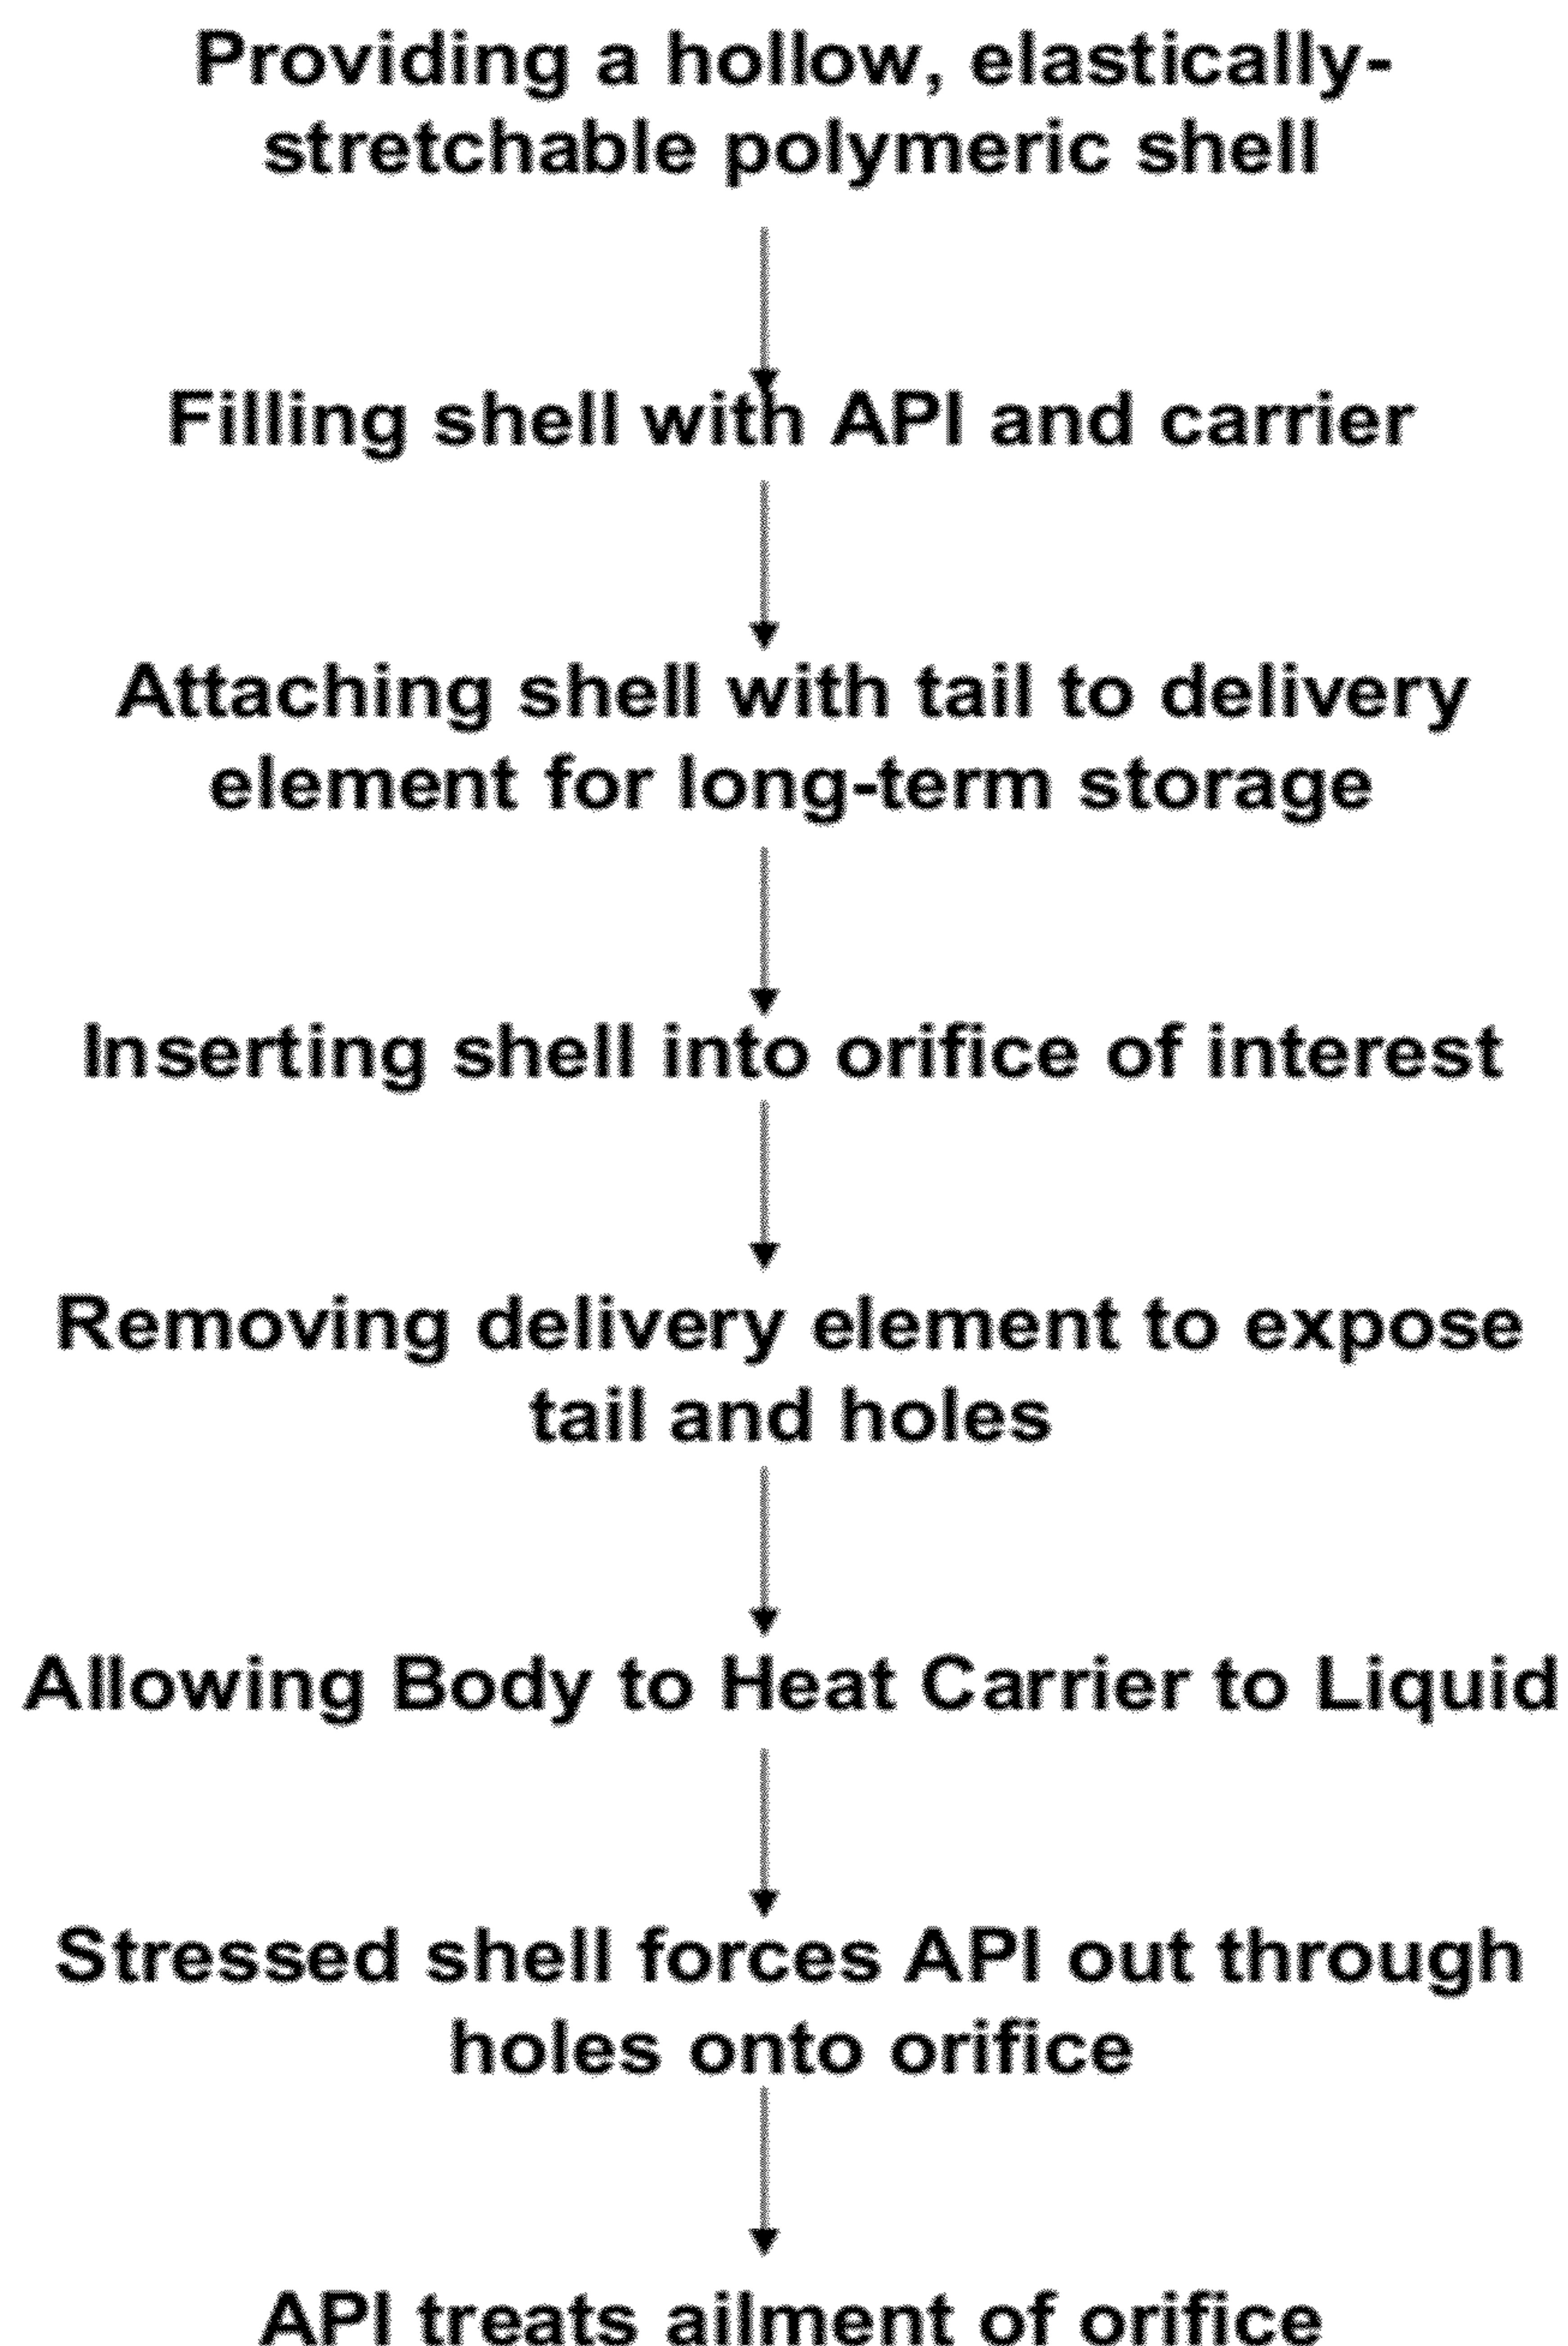 Providing a hollow, elastically-
stretchable polymeric shell
Filling shell with API and carrier
Attaching shell with tail to delivery
element for long-term storage
Inserting shell into orifice of interest
Removing delivery element to expose
tail and holes
Allowing Body to Heat Carrier to Liquid
Stressed shell forces API out through
holes onto orifice
API treats ailment of orifice